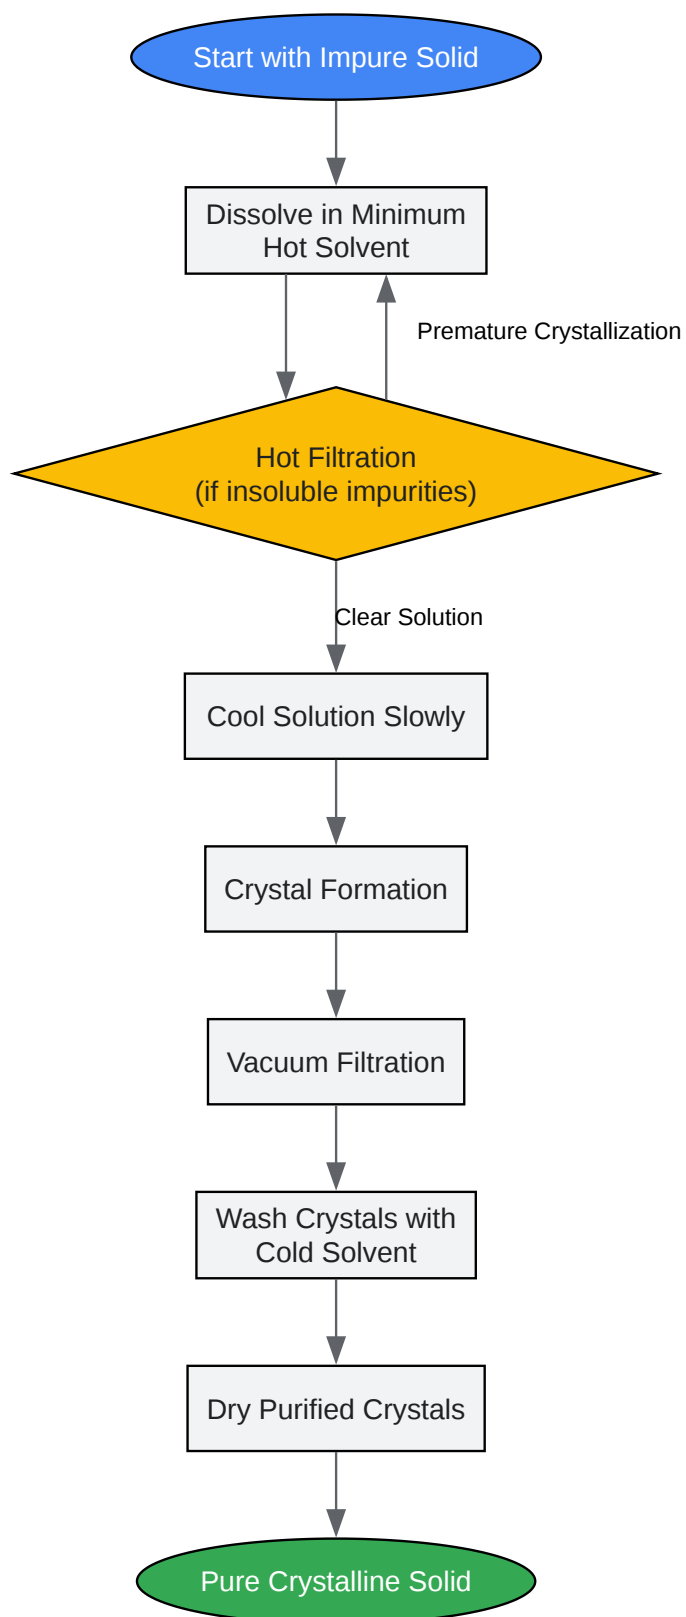 Start with Impure Solid
Dissolve in Minimum
Hot Solvent
Premature Crystallization
Hot Filtration
(if insoluble impurities)
Clear Solution
Cool Solution Slowly
Crystal Formation
Vacuum Filtration
Wash Crystals with
Cold Solvent
Dry Purified Crystals
Pure Crystalline Solid